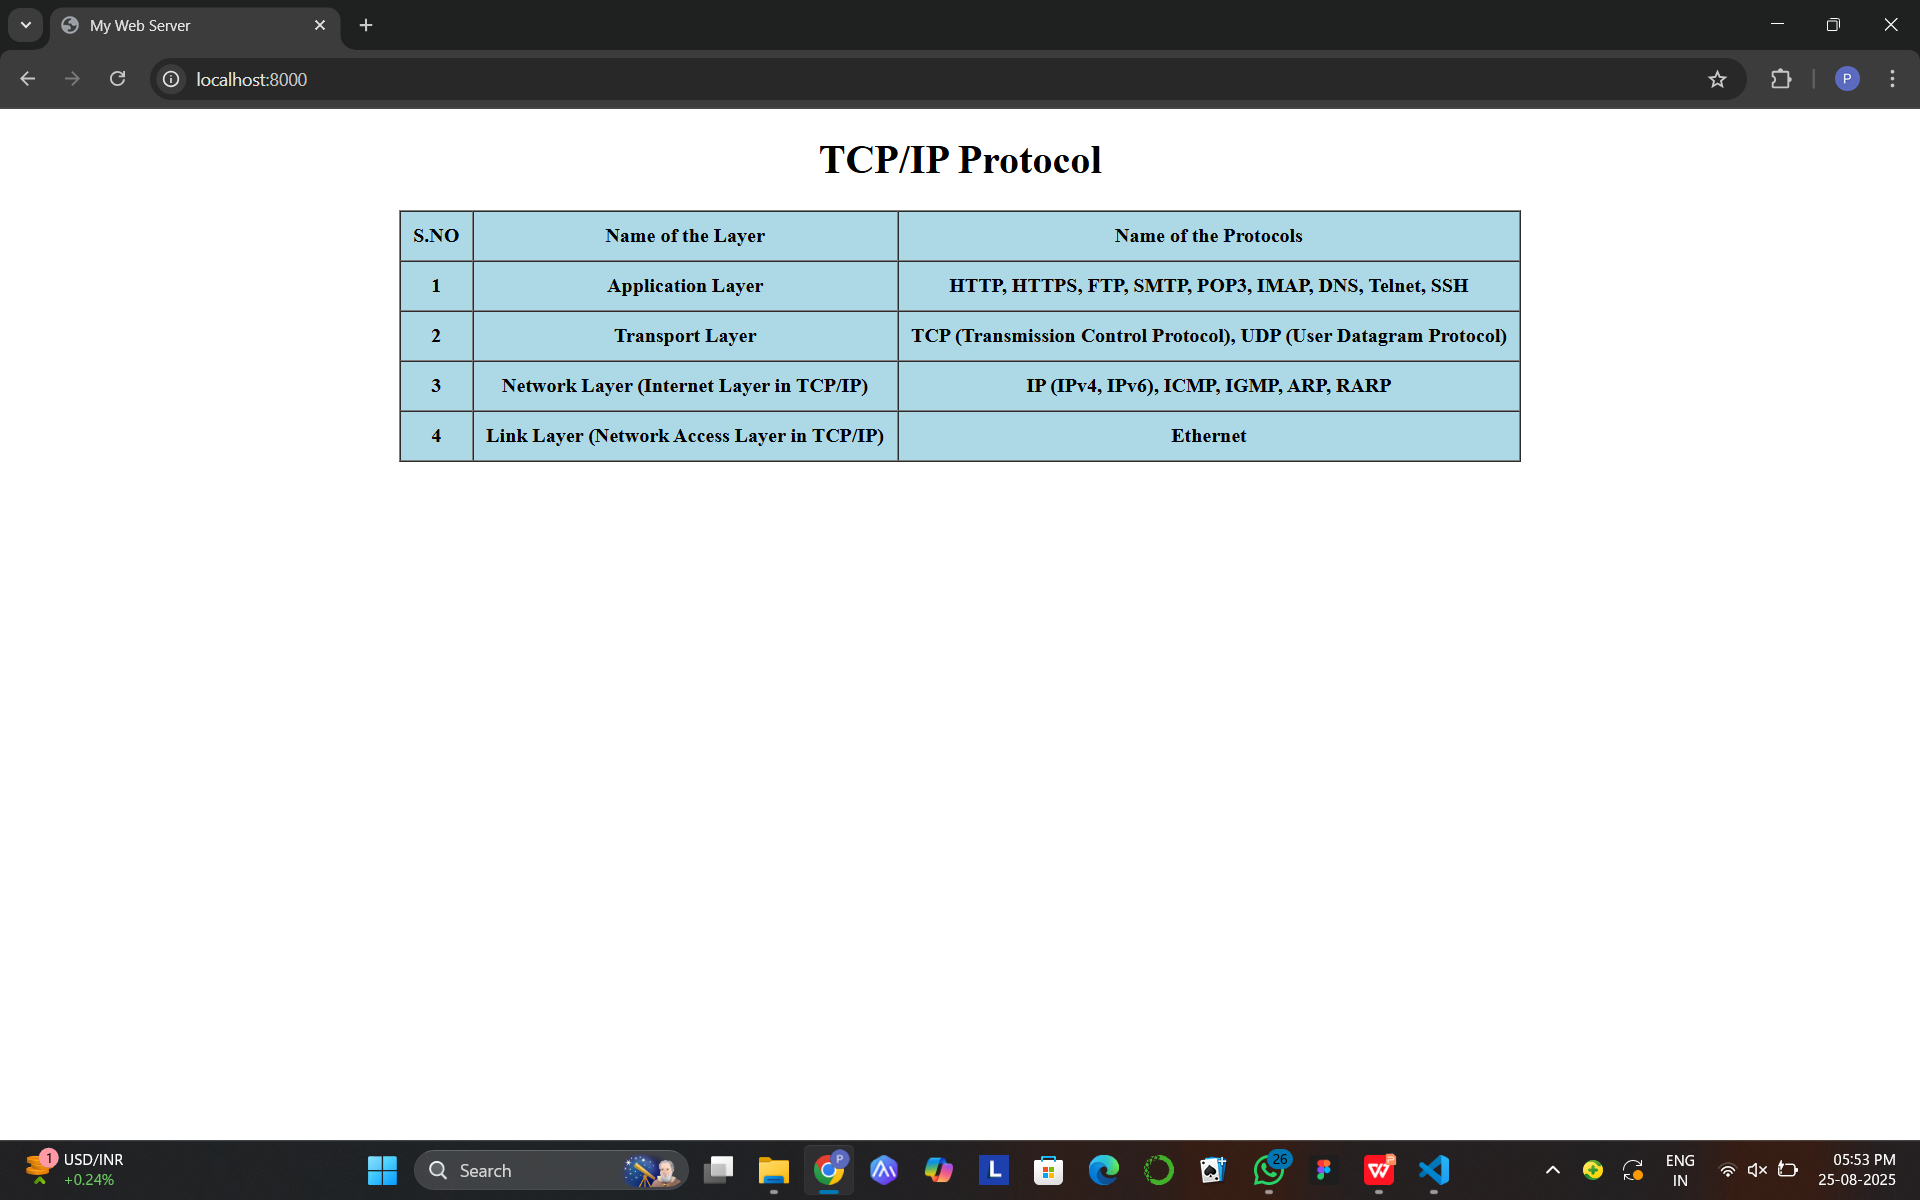 My Web Server
localhost:8000
P
TCP/IP Protocol
S.NO Name of the Layer Name of the Protocols
1 Application Layer HTTP, HTTPS, FTP, SMTP, POP3, IMAP, DNS, Telnet, SSH
2 Transport Layer TCP (Transmission Control Protocol), UDP (User Datagram Protocol)
3 Network Layer (Internet Layer in TCP/IP) IP (IPv4, IPv6), ICMP, IGMP, ARP, RARP
4 Link Layer (Network Access Layer in TCP/IP) Ethernet
1 USD/INR
+0.24%
Search
P
L
26
W
P
ENG
IN
05:53 PM
25-08-2025